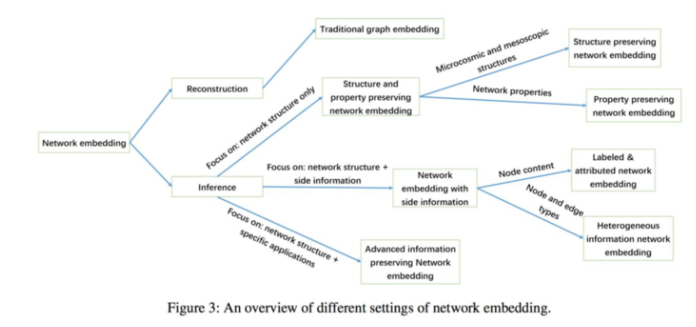 Traditional graph embedding
Microcosmic and mesoscopic
structures
Structure preserving
network embedding
Reconstruction
Focus on: network structure only
Structure and
property preserving
network embedding
Network properties
Property preserving
network embedding
Network embedding
Inference
Focus on: network structure +
side information
Network
embedding with
side information
Node content
Labeled &
attributed network
embedding
Node and edge
types
Heterogeneous
information network
embedding
Focus on: network structure +
specific applications
Advanced information
preserving Network
embedding
Figure 3: An overview of different settings of network embedding.